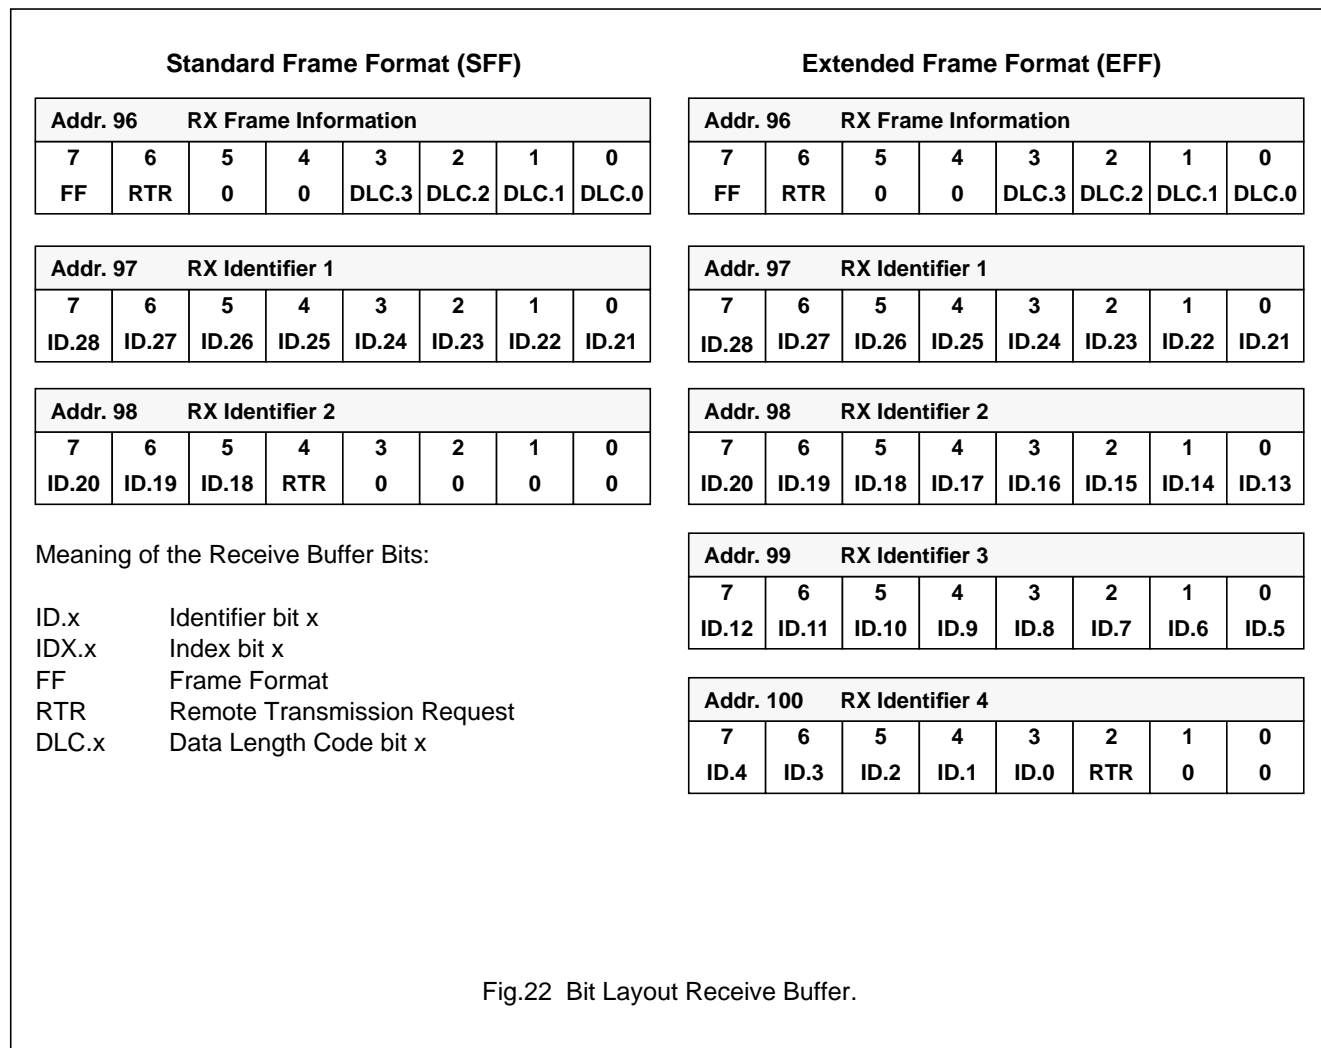 Standard Frame Format (SFF)
Addr. 96 RX Frame Information
7 6 5 4 3 2 1 0
FF RTR 0 0 DLC.3 DLC.2 DLC.1 DLC.0
Addr. 97 RX Identifier 1
7 6 5 4 3 2 1 0
ID.28 ID.27 ID.26 ID.25 ID.24 ID.23 ID.22 ID.21
Addr. 98 RX Identifier 2
7 6 5 4 3 2 1 0
ID.20 ID.19 ID.18 RTR 0 0 0 0
Meaning of the Receive Buffer Bits:
ID.x Identifier bit x
IDX.x Index bit x
FF Frame Format
RTR Remote Transmission Request
DLC.x Data Length Code bit x
Extended Frame Format (EFF)
Addr. 96 RX Frame Information
7 6 5 4 3 2 1 0
FF RTR 0 0 DLC.3 DLC.2 DLC.1 DLC.0
Addr. 97 RX Identifier 1
7 6 5 4 3 2 1 0
ID.28 ID.27 ID.26 ID.25 ID.24 ID.23 ID.22 ID.21
Addr. 98 RX Identifier 2
7 6 5 4 3 2 1 0
ID.20 ID.19 ID.18 ID.17 ID.16 ID.15 ID.14 ID.13
Addr. 99 RX Identifier 3
7 6 5 4 3 2 1 0
ID.12 ID.11 ID.10 ID.9 ID.8 ID.7 ID.6 ID.5
Addr. 100 RX Identifier 4
7 6 5 4 3 2 1 0
ID.4 ID.3 ID.2 ID.1 ID.0 RTR 0 0
Fig.22 Bit Layout Receive Buffer.